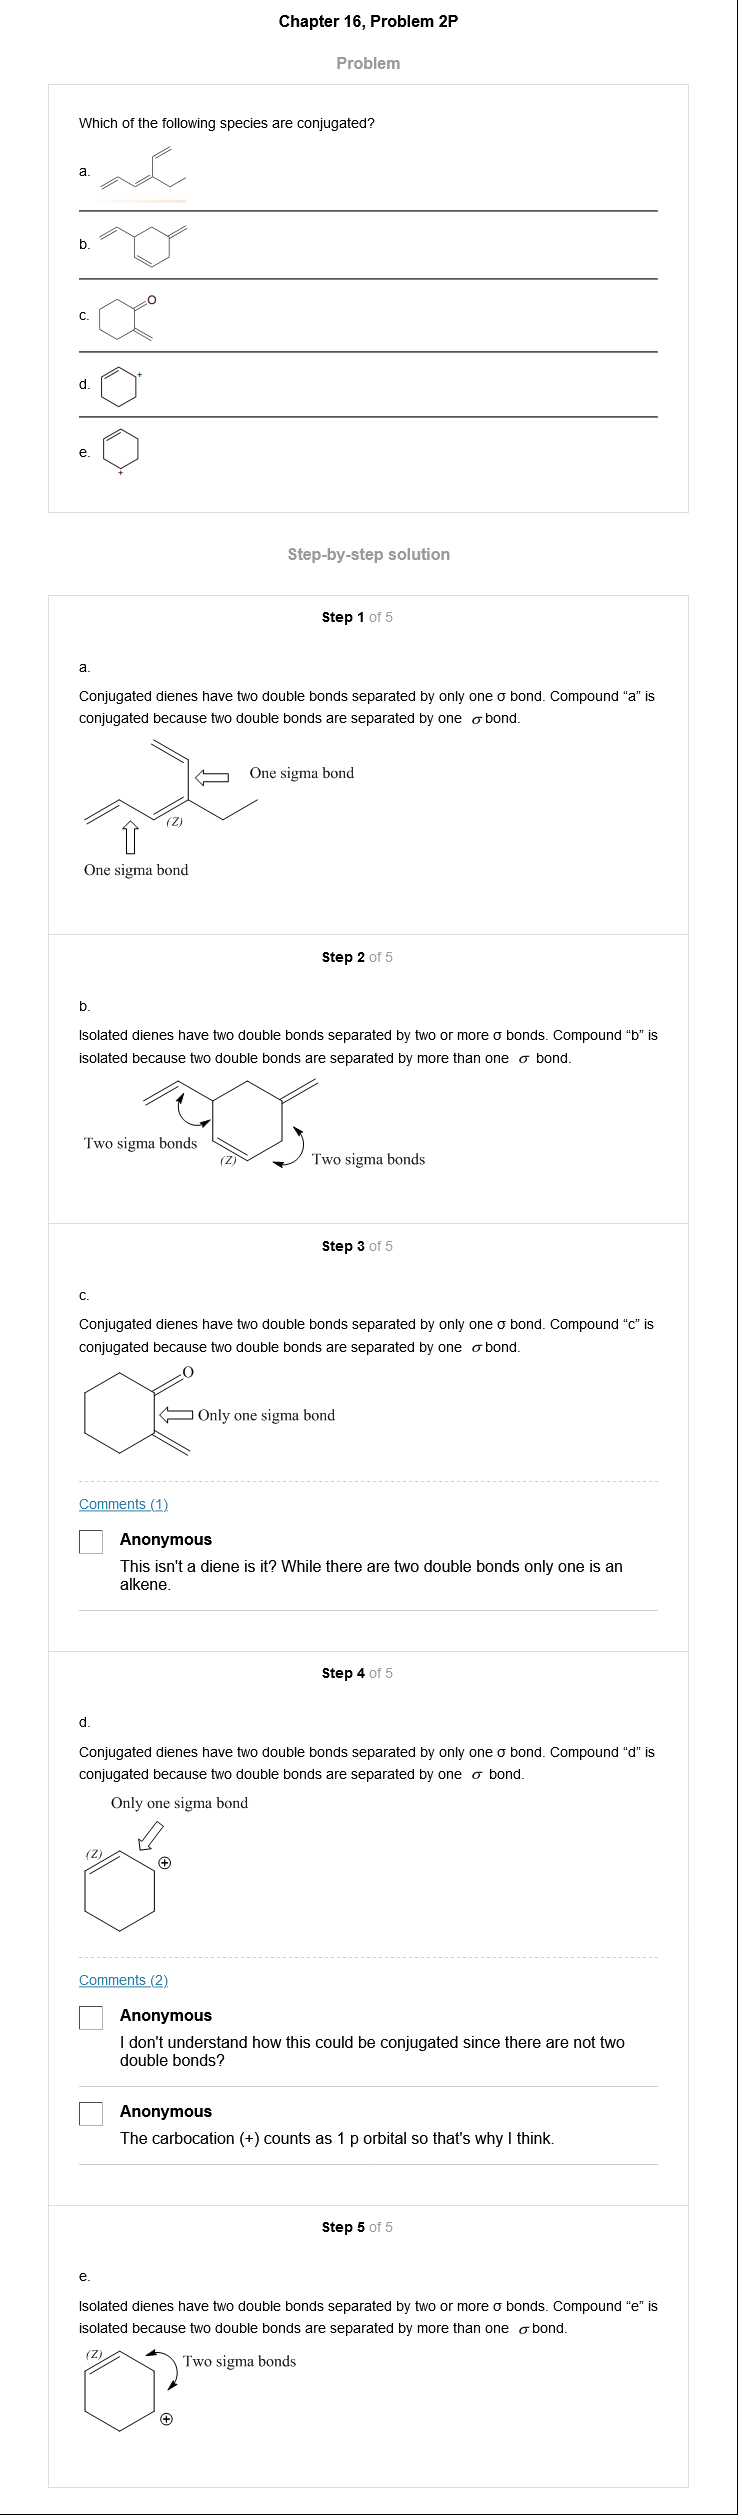 Chapter 16, Problem 2P
Problem
Which of the following species are conjugated?
a.
b.
c.
O
d.
+
e.
+
Step-by-step solution
Step 1 of 5
a.
Conjugated dienes have two double bonds separated by only one σ bond. Compound “a” is
conjugated because two double bonds are separated by one σ bond.
One sigma bond
(Z)
One sigma bond
Step 2 of 5
b.
Isolated dienes have two double bonds separated by two or more σ bonds. Compound “b” is
isolated because two double bonds are separated by more than one σ bond.
Two sigma bonds
(Z)
Two sigma bonds
Step 3 of 5
c.
Conjugated dienes have two double bonds separated by only one σ bond. Compound “c” is
conjugated because two double bonds are separated by one σ bond.
O
Only one sigma bond
Comments (1)
Anonymous
This isn't a diene is it? While there are two double bonds only one is an
alkene.
Step 4 of 5
d.
Conjugated dienes have two double bonds separated by only one σ bond. Compound “d” is
conjugated because two double bonds are separated by one σ bond.
Only one sigma bond
(Z)
+
Comments (2)
Anonymous
I don't understand how this could be conjugated since there are not two
double bonds?
Anonymous
The carbocation (+) counts as 1 p orbital so that's why I think.
Step 5 of 5
e.
Isolated dienes have two double bonds separated by two or more σ bonds. Compound “e” is
isolated because two double bonds are separated by more than one σ bond.
(Z)
Two sigma bonds
+